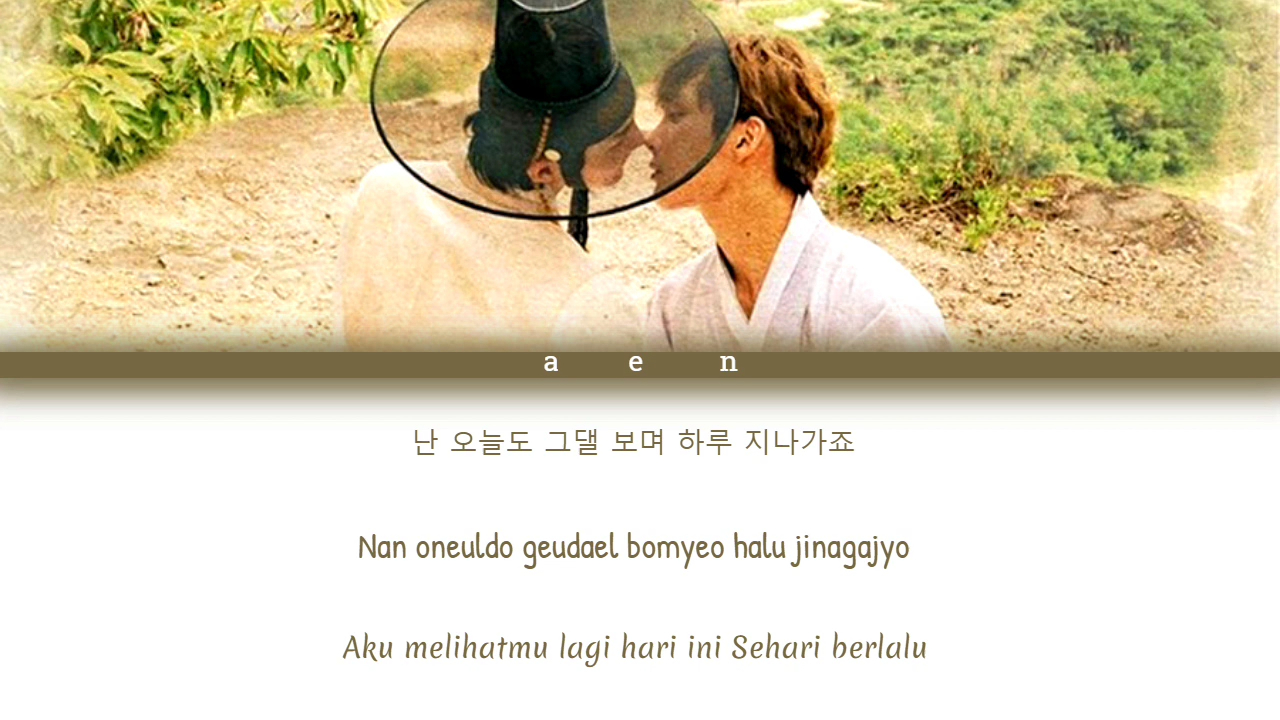 a e n
난 오늘도 그댈 보며 하루 지나가죠
Nan oneuldo geudael bomyeo halu jinagajyo
Aku melihatmu lagi hari ini Sehari berlalu